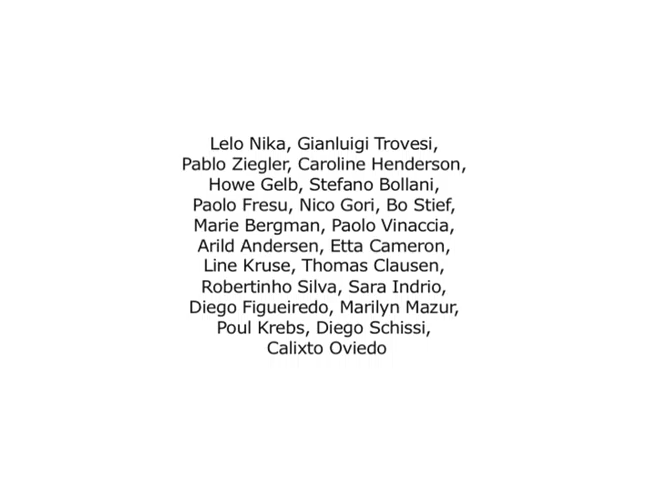 Lelo Nika, Gianluigi Trovesi,
Pablo Ziegler, Caroline Henderson,
Howe Gelb, Stefano Bollani,
Paolo Fresu, Nico Gori, Bo Stief,
Marie Bergman, Paolo Vinaccia,
Arild Andersen, Etta Cameron,
Line Kruse, Thomas Clausen,
Robertinho Silva, Sara Indrio,
Diego Figueiredo, Marilyn Mazur,
Poul Krebs, Diego Schissi,
Calixto Oviedo